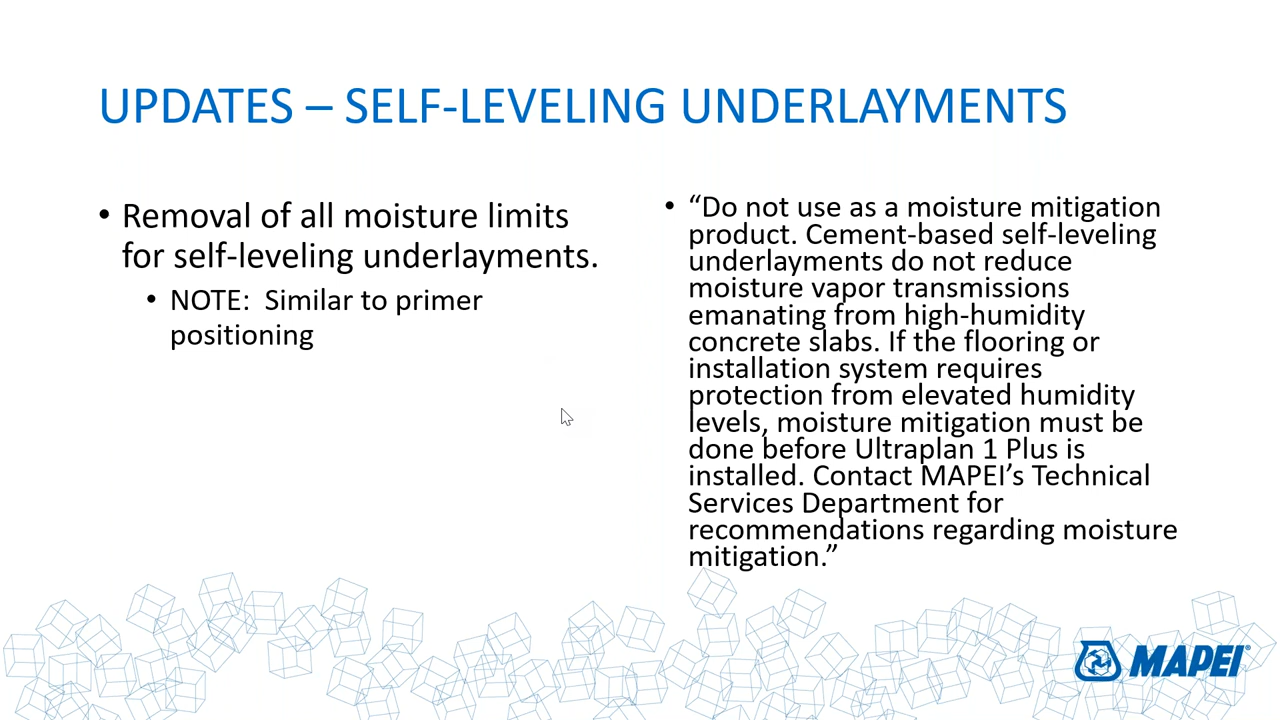 UPDATES – SELF-LEVELING UNDERLAYMENTS
• Removal of all moisture limits
for self-leveling underlayments.
• NOTE:  Similar to primer
positioning
• “Do not use as a moisture mitigation
product. Cement-based self-leveling
underlayments do not reduce
moisture vapor transmissions
emanating from high-humidity
concrete slabs. If the flooring or
installation system requires
protection from elevated humidity
levels, moisture mitigation must be
done before Ultraplan 1 Plus is
installed. Contact MAPEI’s Technical
Services Department for
recommendations regarding moisture
mitigation.”
MAPEI®